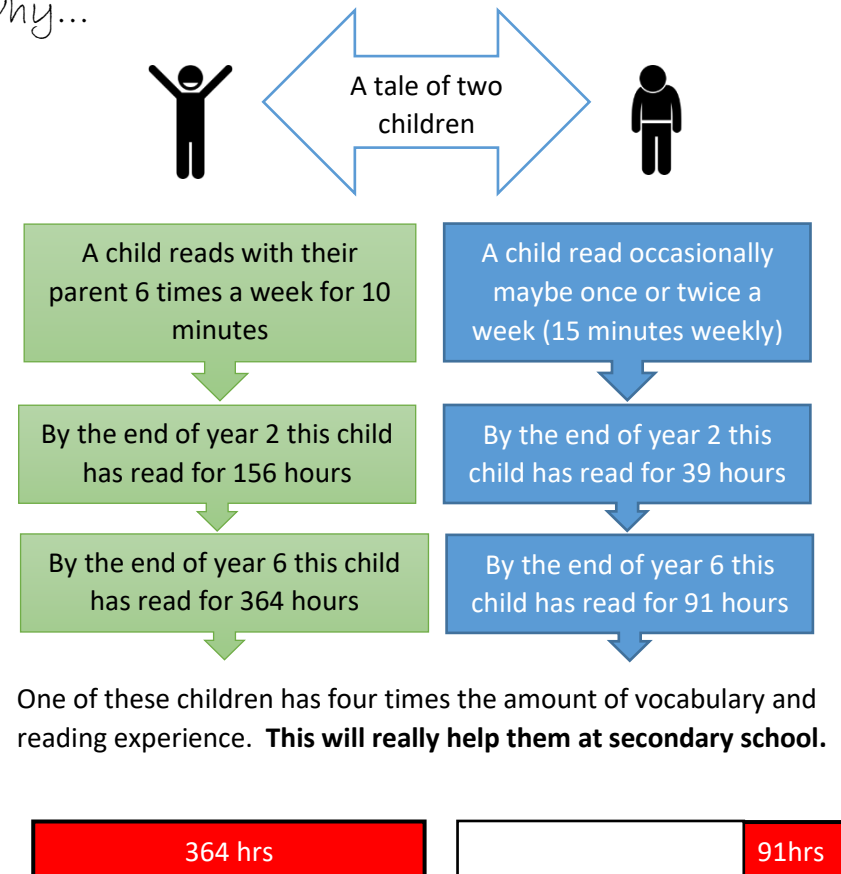 Why...
A tale of two
children
A child reads with their
parent 6 times a week for 10
minutes
A child read occasionally
maybe once or twice a
week (15 minutes weekly)
By the end of year 2 this child
has read for 156 hours
By the end of year 2 this
child has read for 39 hours
By the end of year 6 this child
has read for 364 hours
By the end of year 6 this
child has read for 91 hours
One of these children has four times the amount of vocabulary and
reading experience. This will really help them at secondary school.
364 hrs
91hrs